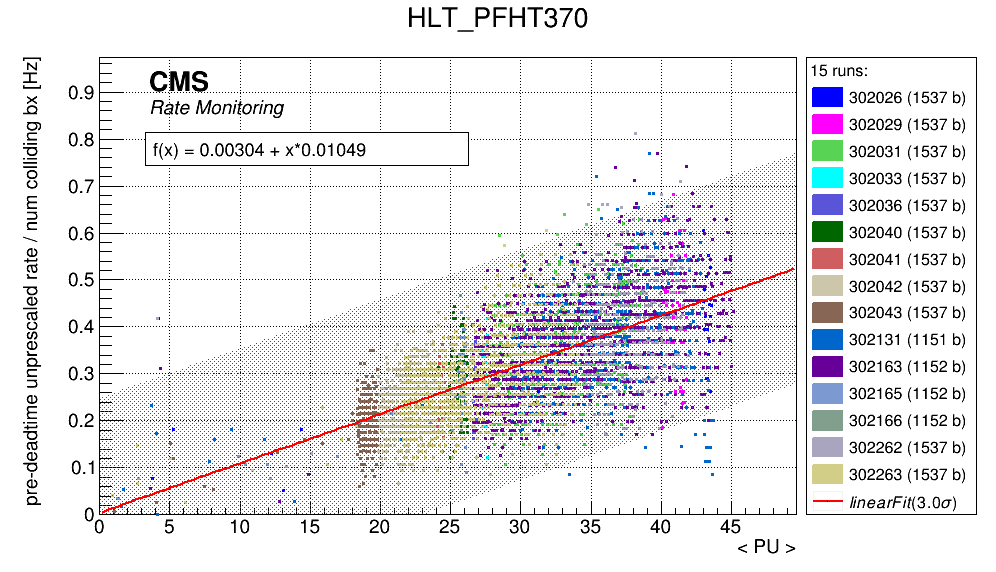 HLT_PFHT370
pre-deadtime unprescaled rate / num colliding bx [Hz]
CMS
Rate Monitoring
f(x) = 0.00304 + x*0.01049
0.9
0.8
0.7
0.6
0.5
0.4
0.3
0.2
0.1
0
0 5 10 15 20 25 30 35 40 45
< PU >
15 runs:
302026 (1537 b)
302029 (1537 b)
302031 (1537 b)
302033 (1537 b)
302036 (1537 b)
302040 (1537 b)
302041 (1537 b)
302042 (1537 b)
302043 (1537 b)
302131 (1151 b)
302163 (1152 b)
302165 (1152 b)
302166 (1152 b)
302262 (1537 b)
302263 (1537 b)
linearFit(3.0σ)